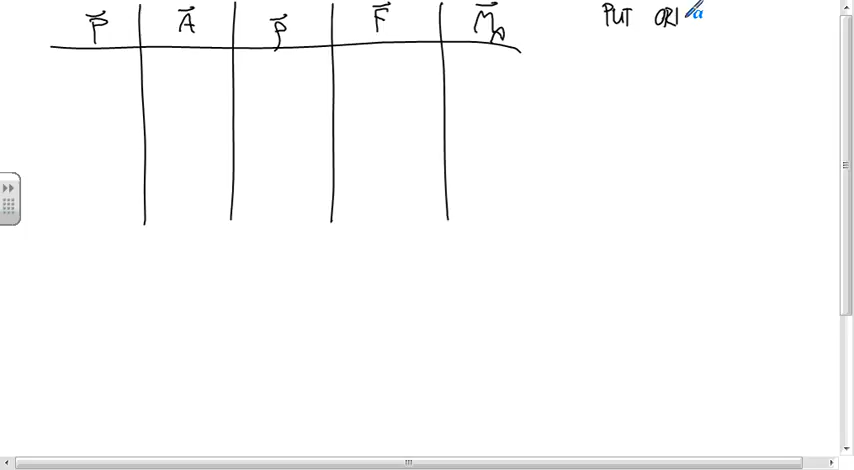 P⃗ A⃗ ρ⃗ F⃗ M⃗A PUT ORI